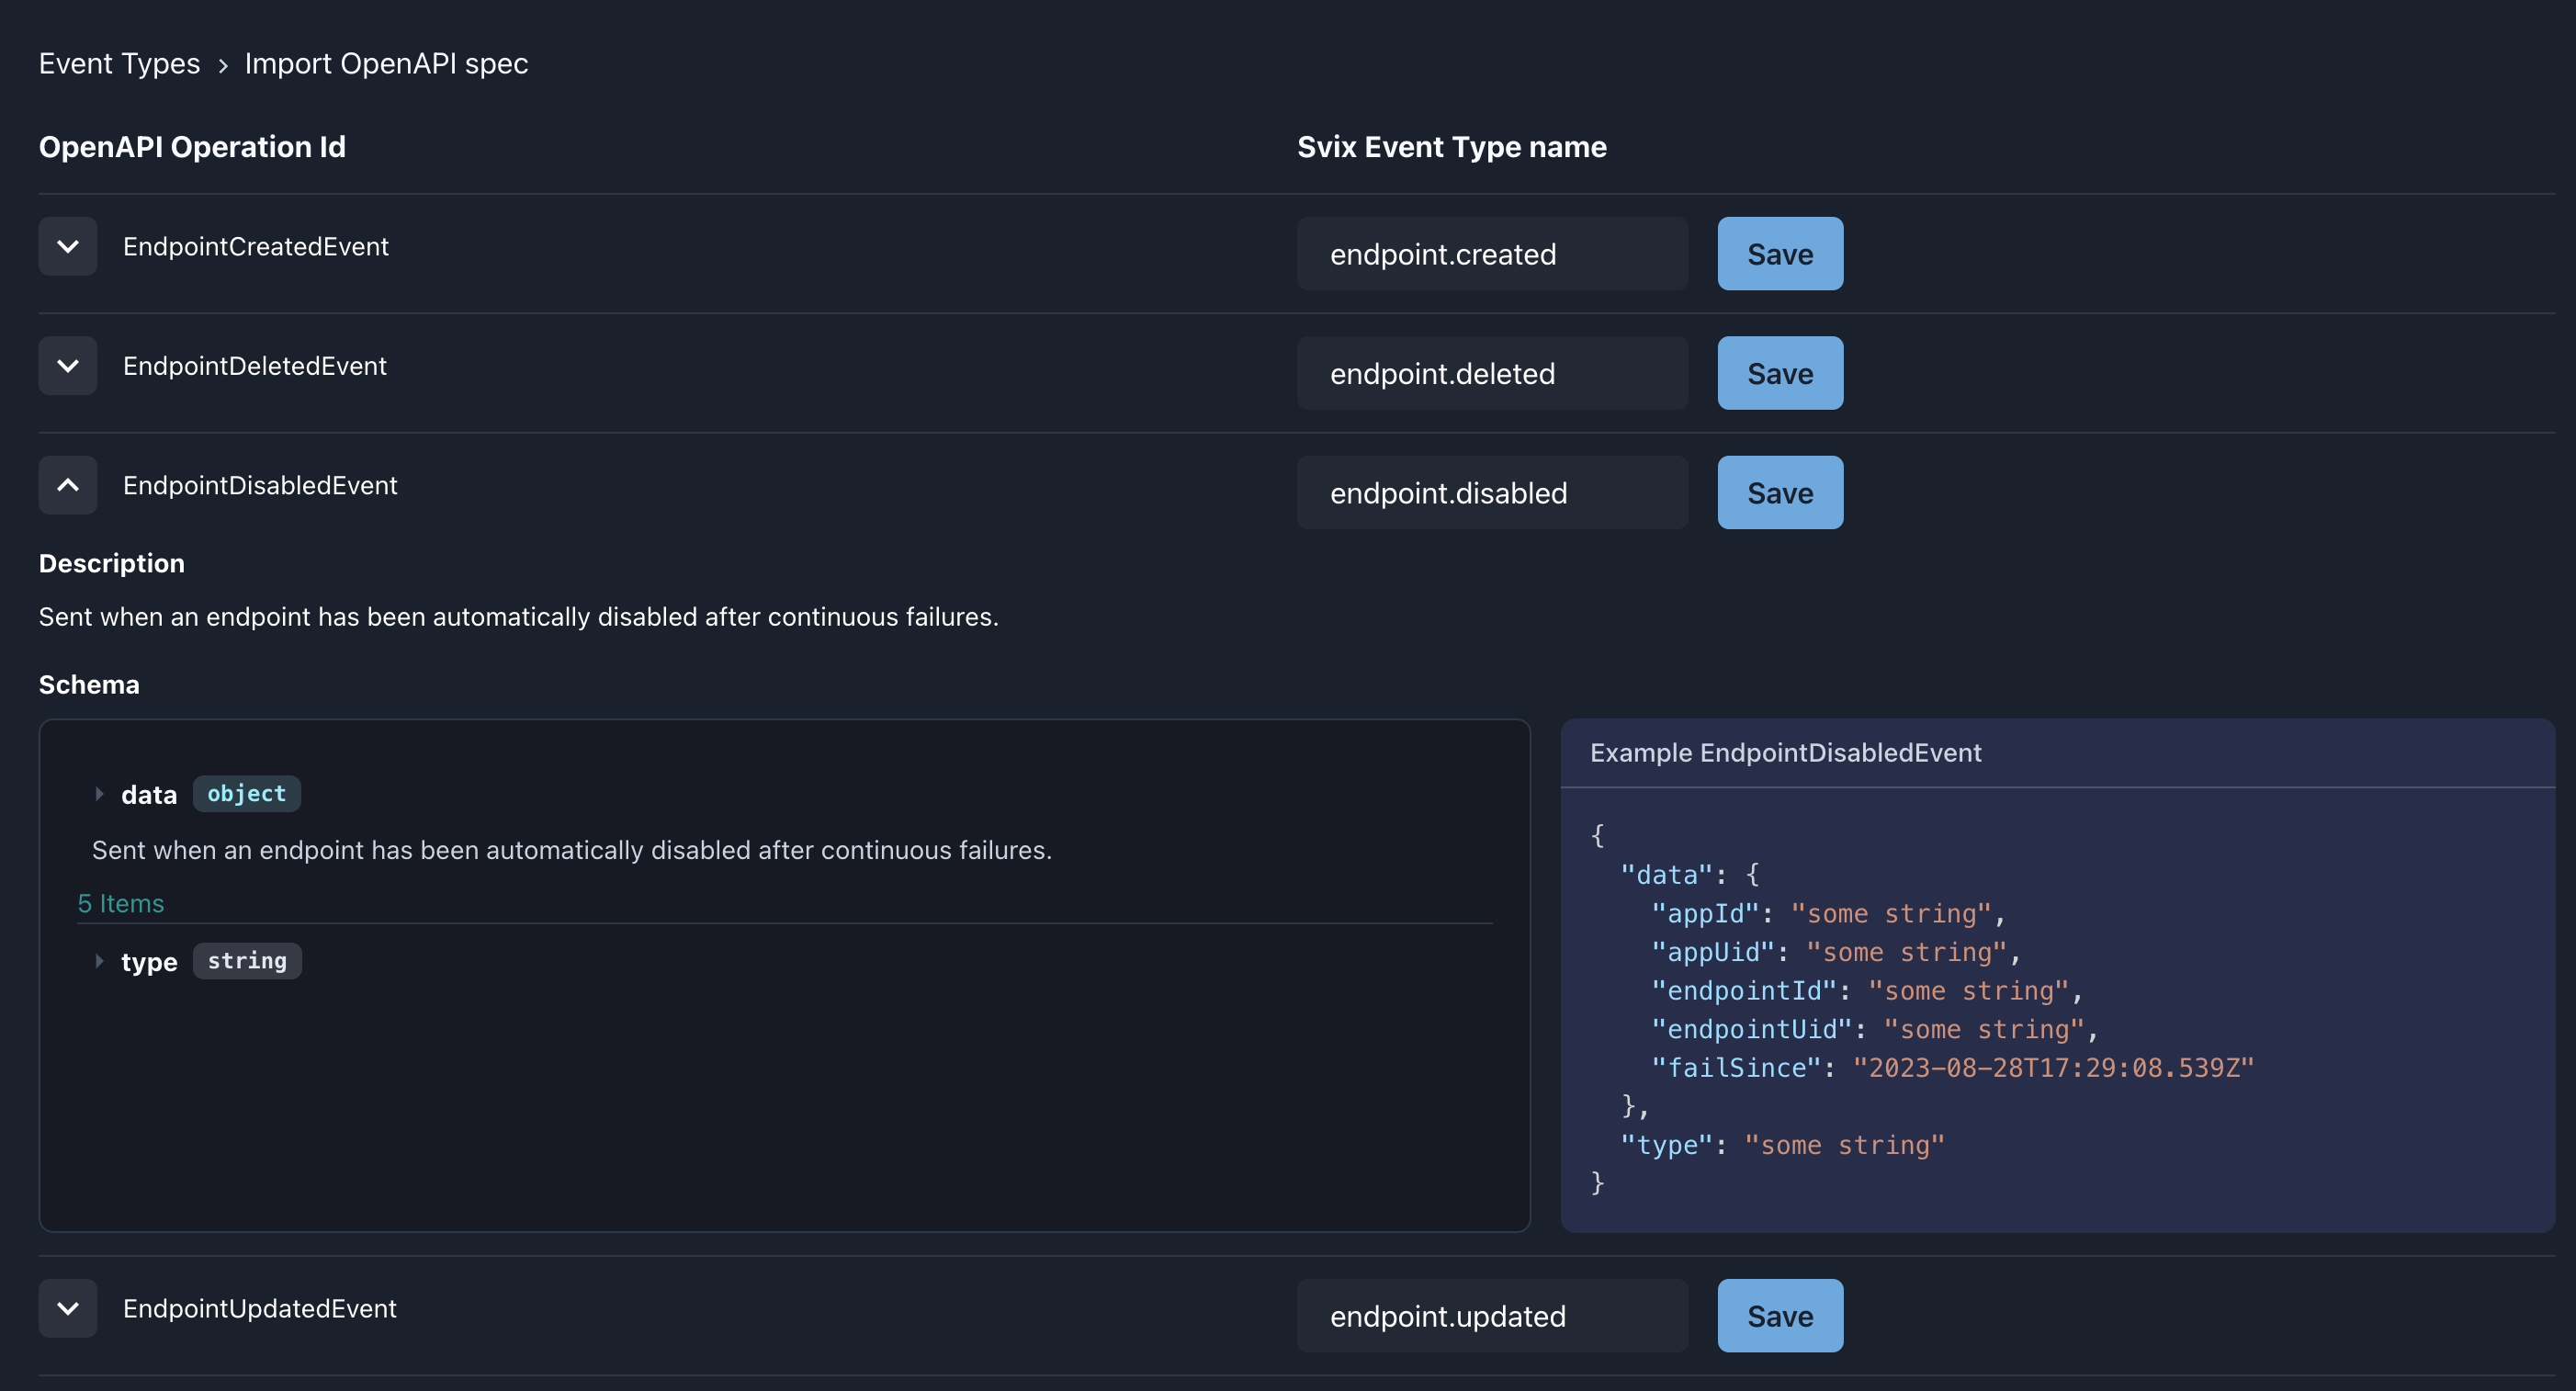 Event Types › Import OpenAPI spec
OpenAPI Operation Id Svix Event Type name
EndpointCreatedEvent endpoint.created Save
EndpointDeletedEvent endpoint.deleted Save
EndpointDisabledEvent endpoint.disabled Save
Description
Sent when an endpoint has been automatically disabled after continuous failures.
Schema
data object
Sent when an endpoint has been automatically disabled after continuous failures.
5 Items
type string
Example EndpointDisabledEvent
{
"data": {
"appId": "some string",
"appUid": "some string",
"endpointId": "some string",
"endpointUid": "some string",
"failSince": "2023-08-28T17:29:08.539Z"
},
"type": "some string"
}
EndpointUpdatedEvent endpoint.updated Save